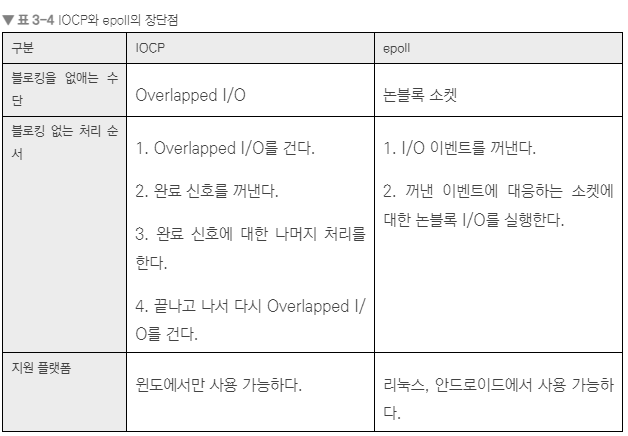 ▼ 표 3-4 IOCP와 epoll의 장단점
구분
IOCP
epoll
블로킹을 없애는 수
단
Overlapped I/O
논블록 소켓
블로킹 없는 처리 순
서
1. Overlapped I/O를 건다.
2. 완료 신호를 꺼낸다.
3. 완료 신호에 대한 나머지 처리를
한다.
4. 끝나고 나서 다시 Overlapped I/
O를 건다.
1. I/O 이벤트를 꺼낸다.
2. 꺼낸 이벤트에 대응하는 소켓에
대한 논블록 I/O를 실행한다.
지원 플랫폼
윈도에서만 사용 가능하다.
리눅스, 안드로이드에서 사용 가능하
다.